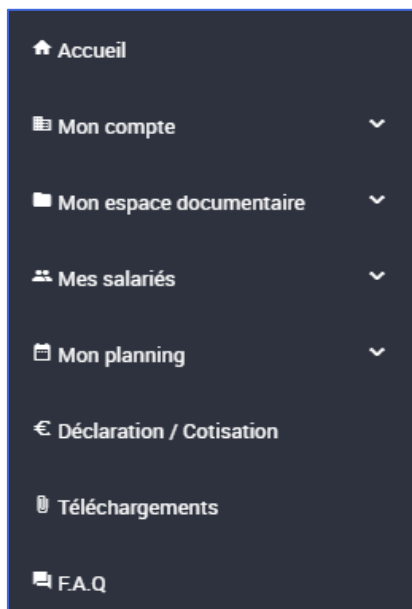 Accueil
Mon compte
Mon espace documentaire
Mes salariés
Mon planning
Déclaration / Cotisation
Téléchargements
F.A.Q